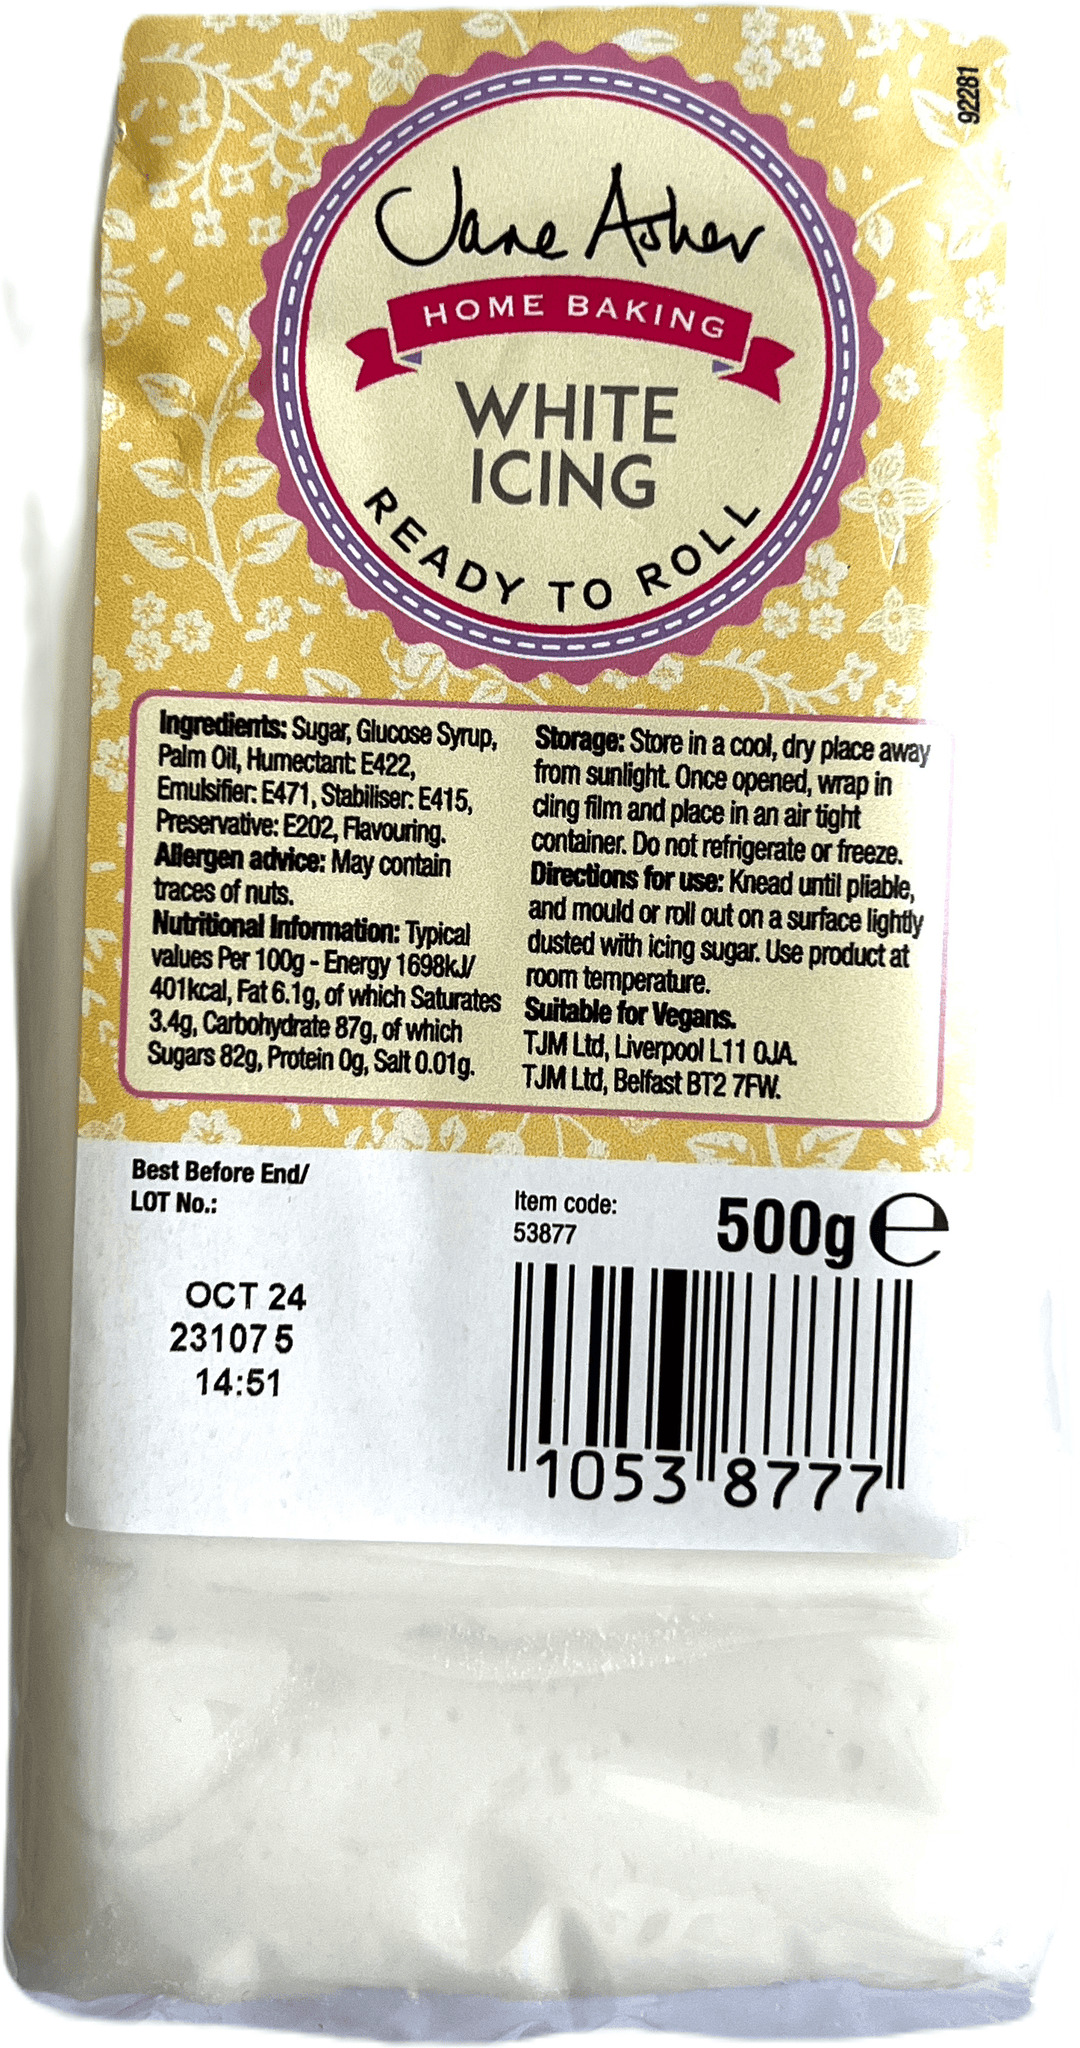 92281
Jane Asher
HOME BAKING
WHITE
ICING
READY TO ROLL
Ingredients: Sugar, Glucose Syrup,
Palm Oil, Humectant: E422,
Emulsifier: E471, Stabiliser: E415,
Preservative: E202, Flavouring.
Allergen advice: May contain
traces of nuts.
Nutritional Information: Typical
values Per 100g - Energy 1698kJ/
401kcal, Fat 6.1g, of which Saturates
3.4g, Carbohydrate 87g, of which
Sugars 82g, Protein 0g, Salt 0.01g.
Storage: Store in a cool, dry place away
from sunlight. Once opened, wrap in
cling film and place in an air tight
container. Do not refrigerate or freeze.
Directions for use: Knead until pliable,
and mould or roll out on a surface lightly
dusted with icing sugar. Use product at
room temperature.
Suitable for Vegans.
TJM Ltd, Liverpool L11 0JA.
TJM Ltd, Belfast BT2 7FW.
Best Before End/
LOT No.:
OCT 24
23107 5
14:51
Item code:
53877
500g ℮
1053 8777